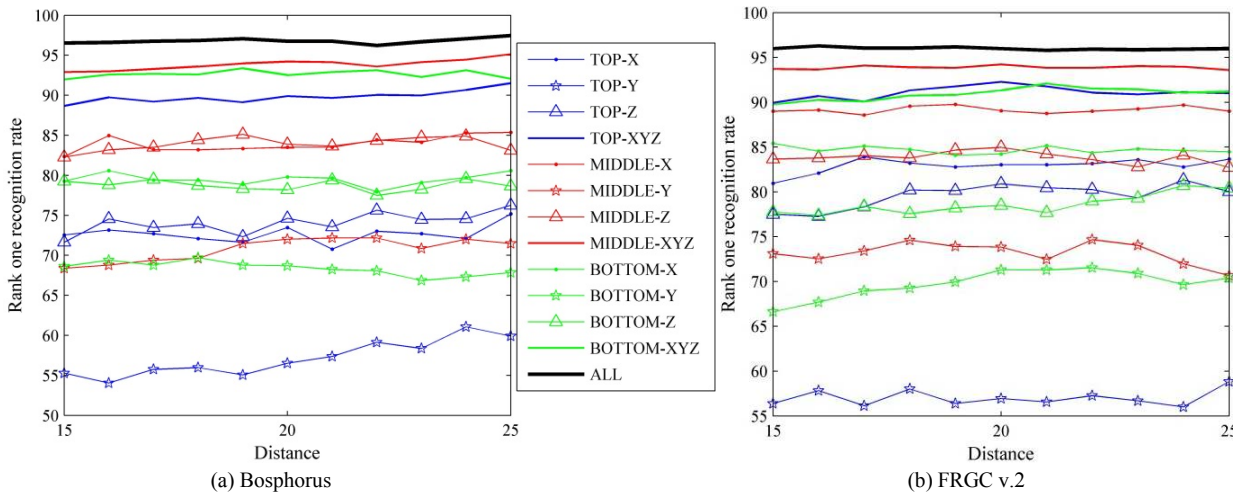 100
95
90
85
80
75
70
65
60
55
50
Rank one recognition rate
15
20
25
Distance
(a) Bosphorus
TOP-X
TOP-Y
TOP-Z
TOP-XYZ
MIDDLE-X
MIDDLE-Y
MIDDLE-Z
MIDDLE-XYZ
BOTTOM-X
BOTTOM-Y
BOTTOM-Z
BOTTOM-XYZ
ALL
100
95
90
85
80
75
70
65
60
55
Rank one recognition rate
15
20
25
Distance
(b) FRGC v.2